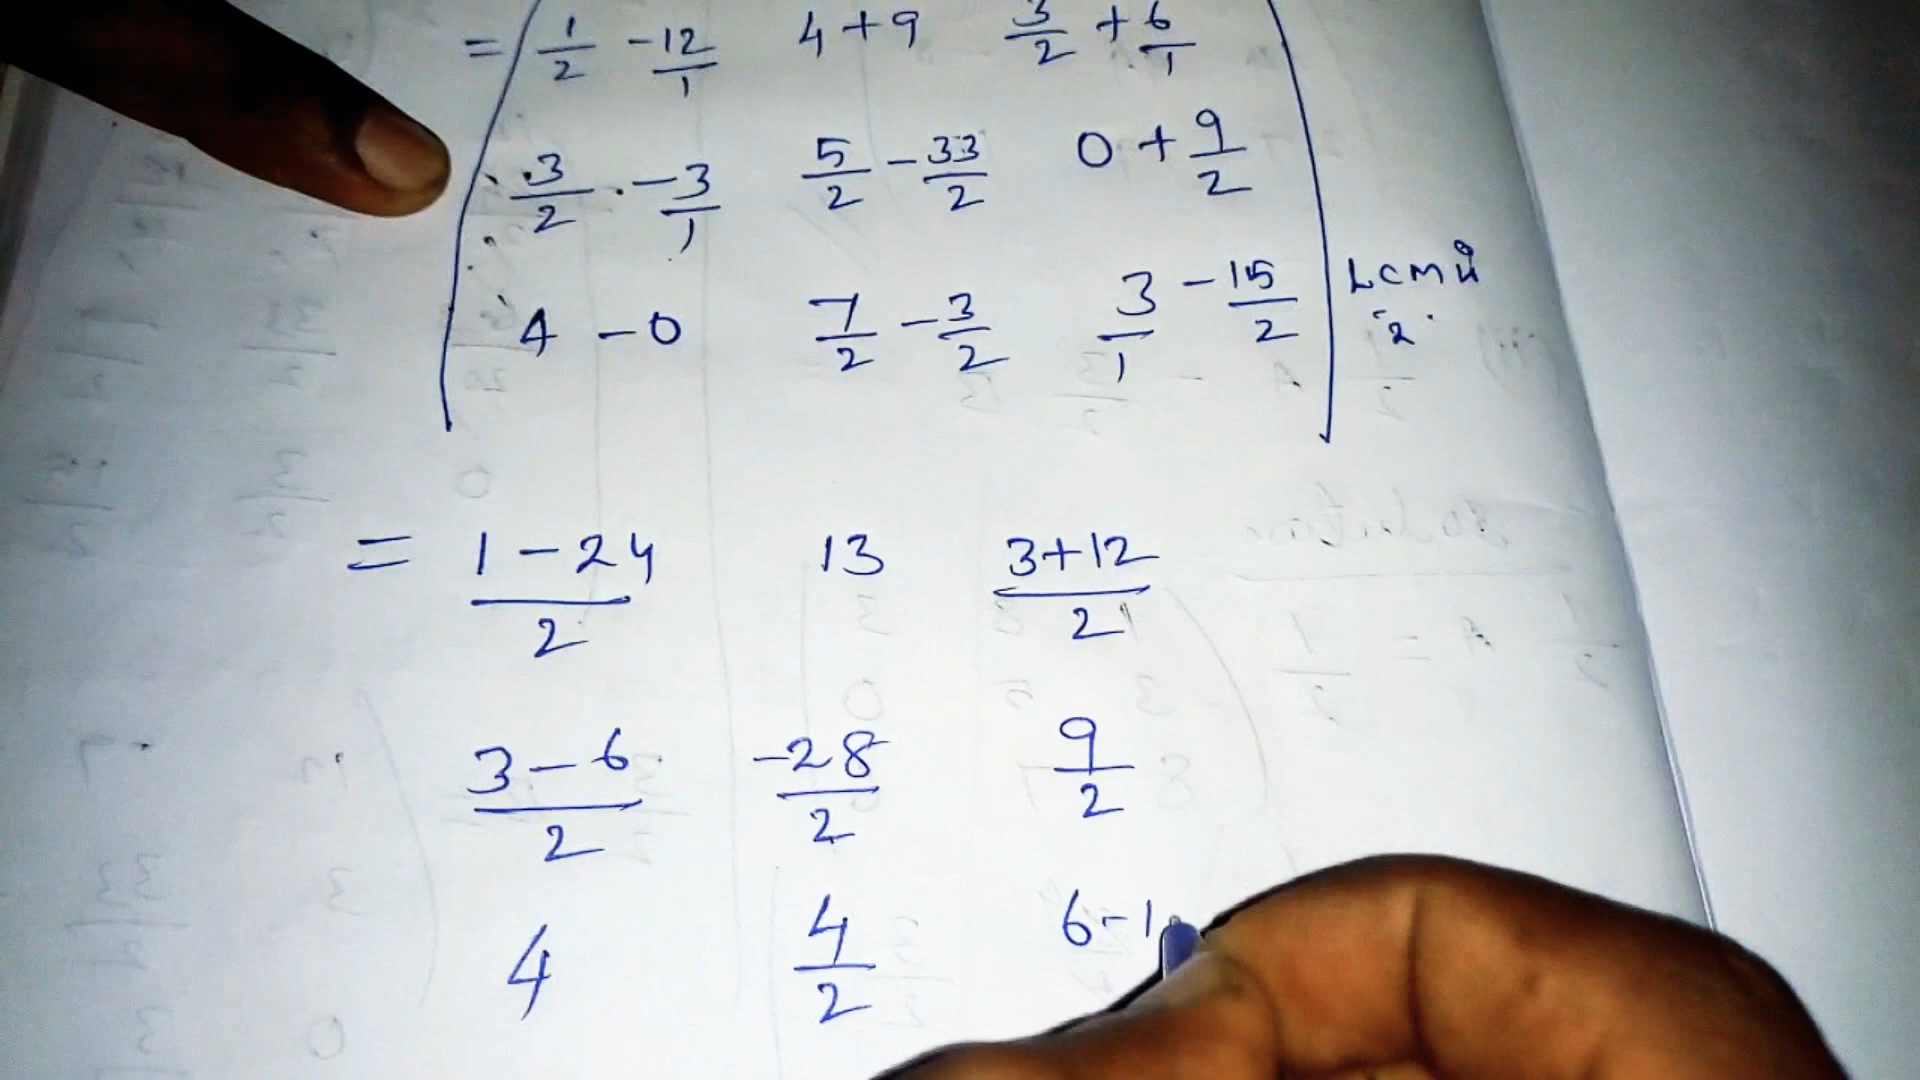 = 1/2 - 12/1 4+9 3/2 + 6/1
3/2 - 3/1 5/2 - 33/2 0 + 9/2
4 - 0 7/2 - 3/2 3/1 - 15/2 LCM is 2.
= 1-24/2 13 3+12/2
3-6/2 -28/2 9/2
4 4/2 6-1